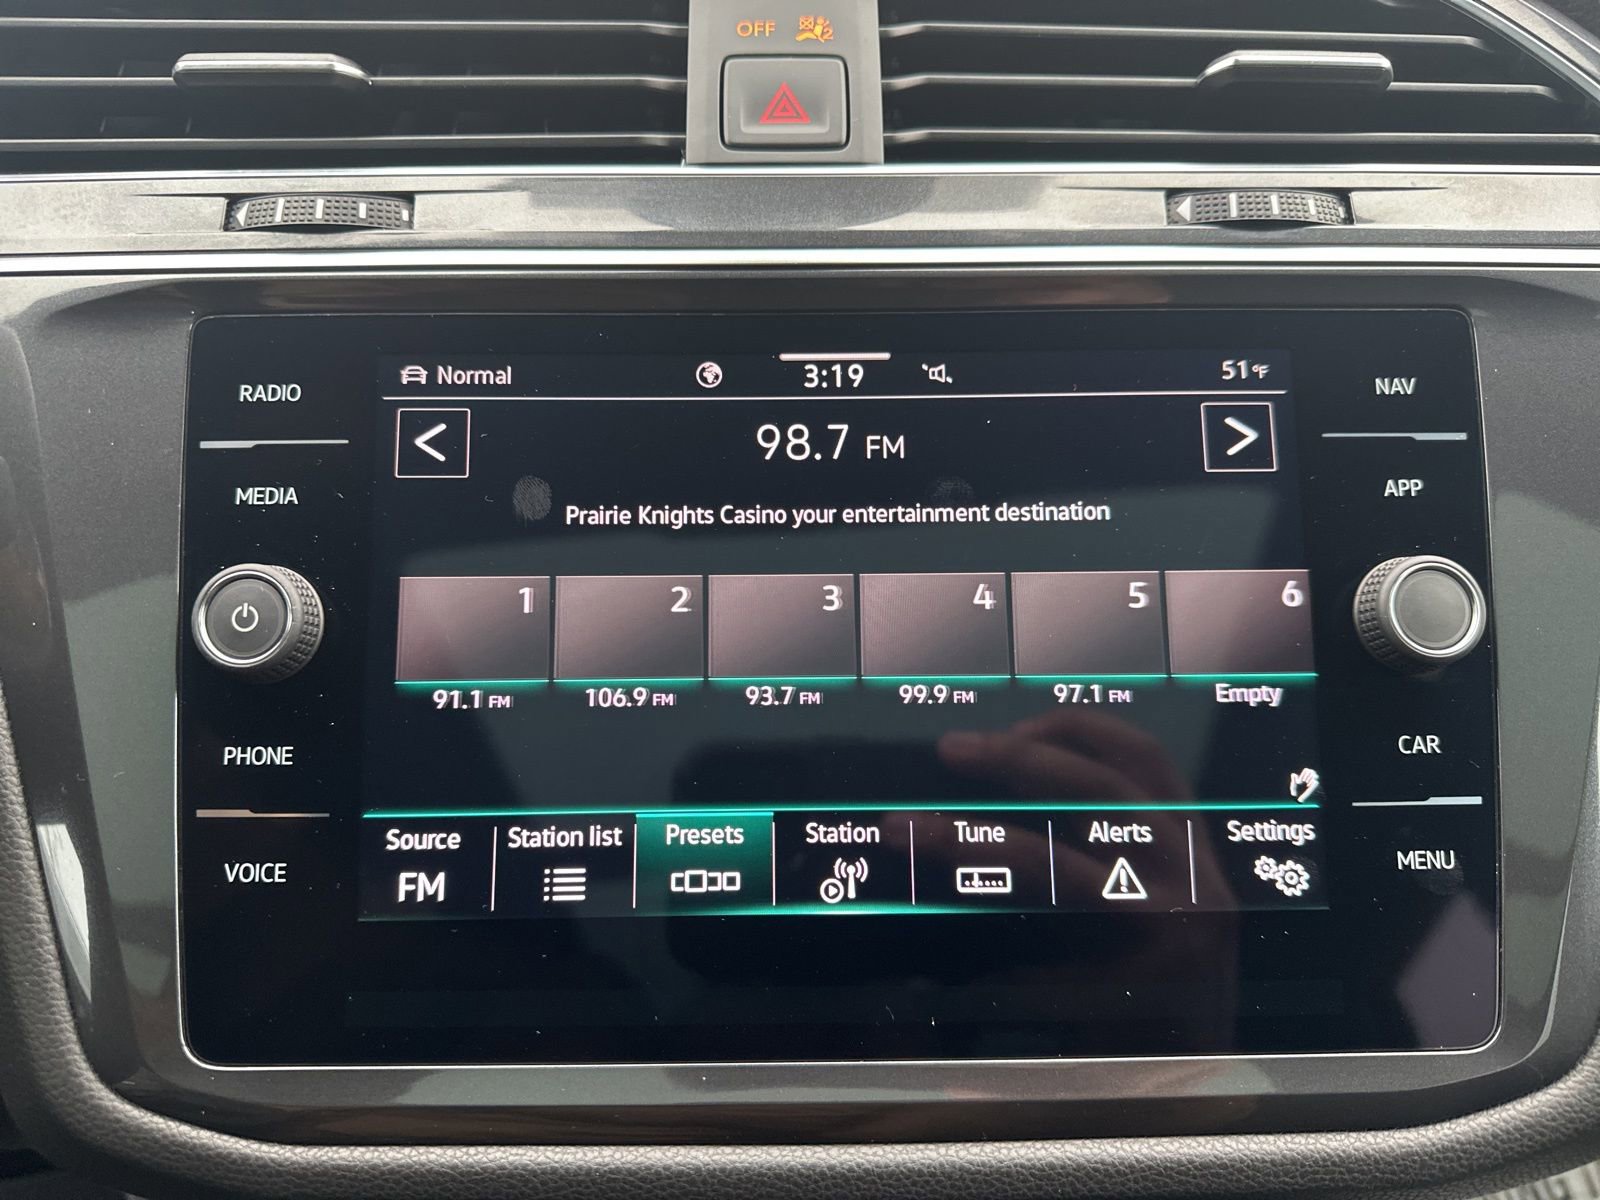 OFF 2
RADIO
MEDIA
PHONE
VOICE
Normal 3:19 51°F
98.7 FM
Prairie Knights Casino your entertainment destination
1 2 3 4 5 6
91.1 FM 106.9 FM 93.7 FM 99.9 FM 97.1 FM Empty
Source Station list Presets Station Tune Alerts Settings
FM
NAV
APP
CAR
MENU